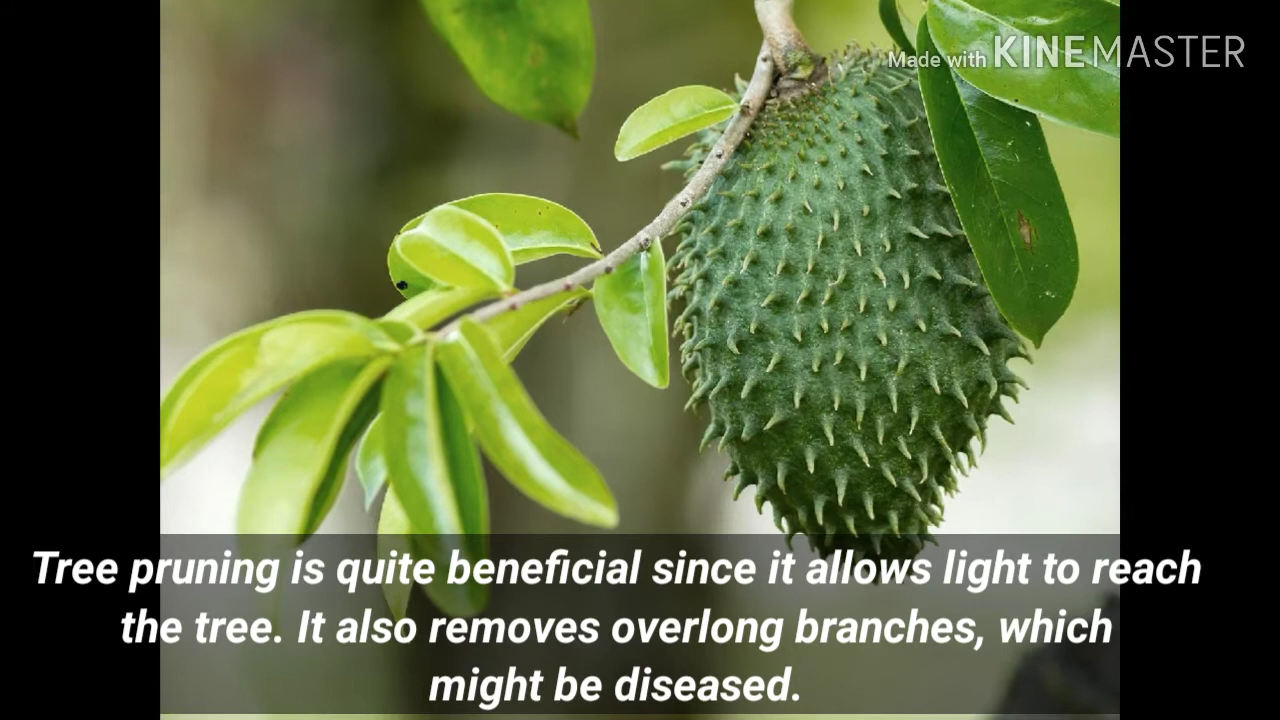 Made with KINEMASTER
Tree pruning is quite beneficial since it allows light to reach
the tree. It also removes overlong branches, which
might be diseased.